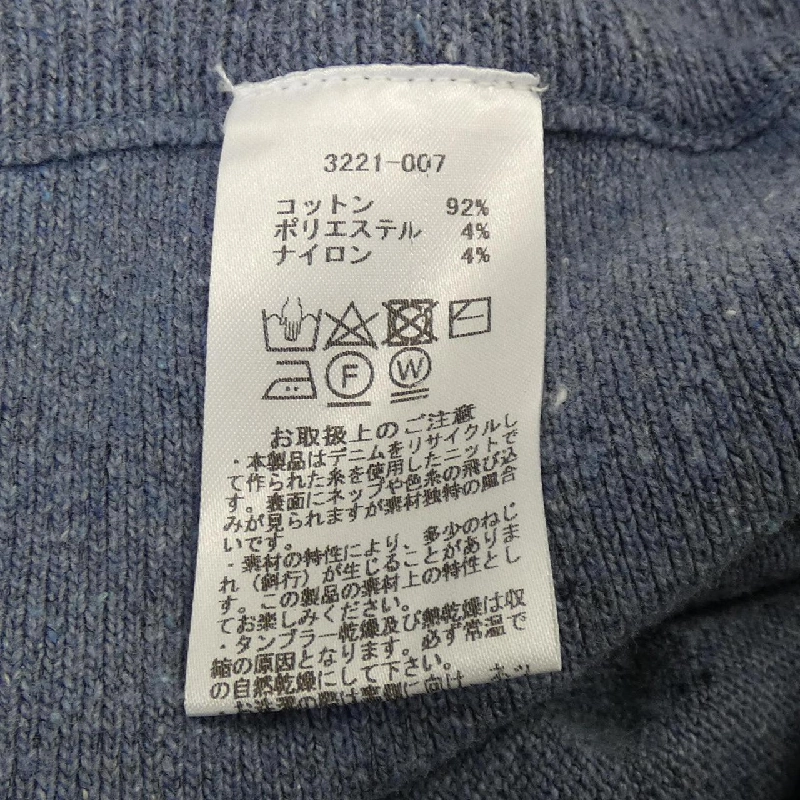 3221-007
コットン 92%
ポリエステル 4%
ナイロン 4%
F
W
お取扱上のご注意
・本製品はデニムをリサイクルし
て作られた糸を使用したニットで
す。表面にネップや色糸の飛び込
みが見られますが素材独特の風合
いです。
・素材の特性により、多少のねじ
れ（斜行）が生じることがありま
す。この製品の素材上の特性とし
てお楽しみください。
・タンブラー乾燥及び熱乾燥は収
縮の原因となります。必ず常温で
の自然乾燥にして下さい。